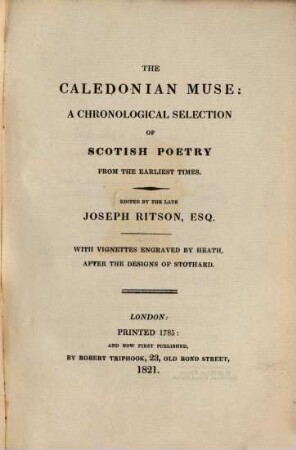 THE
CALEDONIAN MUSE:
A CHRONOLOGICAL SELECTION
OF
SCOTISH POETRY
FROM THE EARLIEST TIMES.
EDITED BY THE LATE
JOSEPH RITSON, ESQ.
WITH VIGNETTES ENGRAVED BY HEATH,
AFTER THE DESIGNS OF STOTHARD.
LONDON:
PRINTED 1785:
AND NOW FIRST PUBLISHED,
BY ROBERT TRIPHOOK, 23, OLD BOND STREET,
1821.